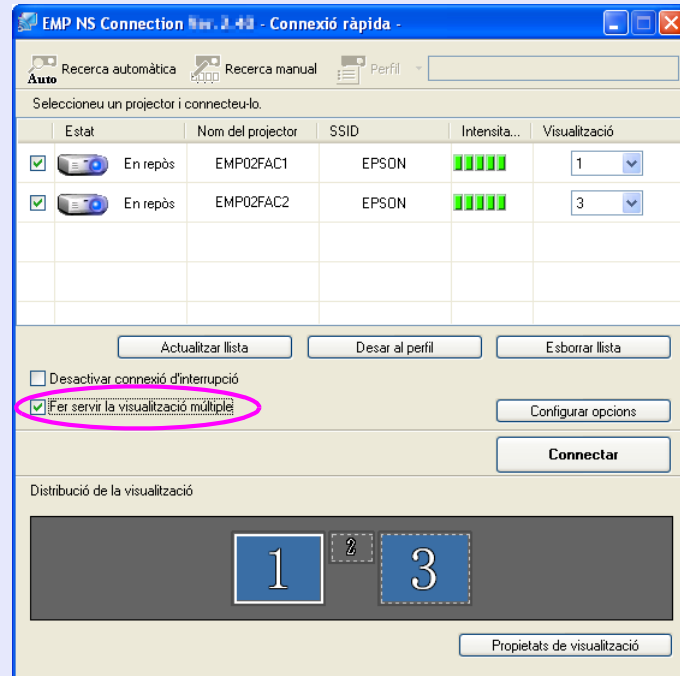 EMP NS Connection - Connexió ràpida -
Auto Recerca automàtica Recerca manual Perfil
Seleccioneu un projector i connecteu-lo.
Estat Nom del projector SSID Intensita... Visualització
En repòs EMP02FAC1 EPSON 1
En repòs EMP02FAC2 EPSON 3
Actualitzar llista Desar al perfil Esborrar llista
Desactivar connexió d'interrupció
Fer servir la visualització múltiple
Configurar opcions
Connectar
Distribució de la visualització
1 2 3
Propietats de visualització